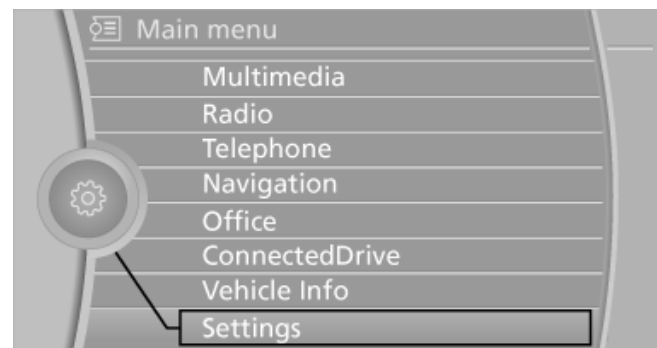 Main menu
Multimedia
Radio
Telephone
Navigation
Office
ConnectedDrive
Vehicle Info
Settings